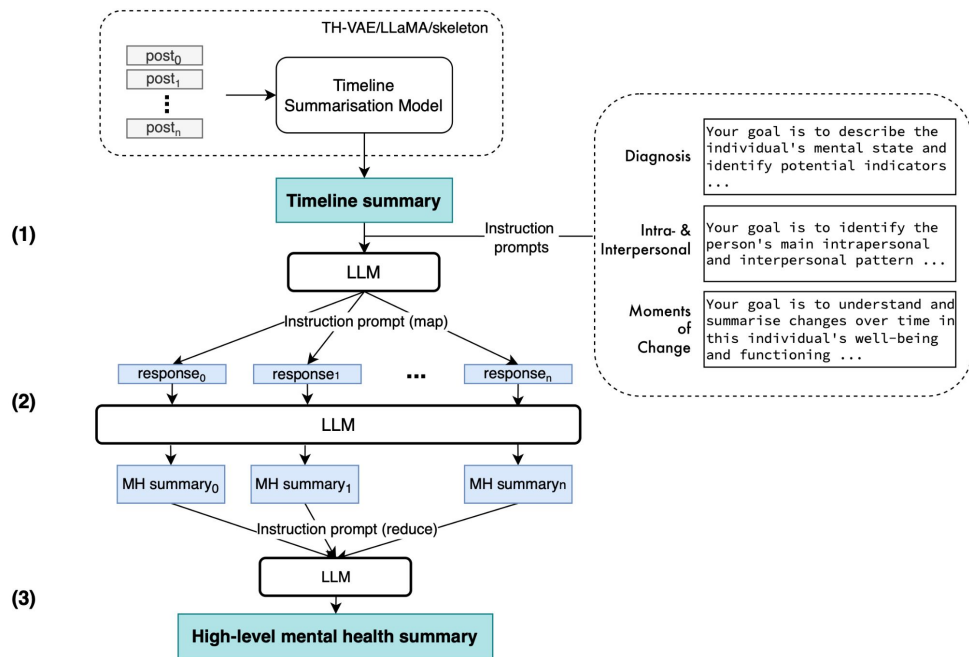 TH-VAE/LLaMA/skeleton
post0
post1
postn
Timeline
Summarisation Model
Timeline summary
(1)
Instruction
prompts
LLM
Diagnosis
Your goal is to describe the
individual's mental state and
identify potential indicators
...
Intra- &
Interpersonal
Your goal is to identify the
person's main intrapersonal
and interpersonal pattern ...
Moments
of
Change
Your goal is to understand and
summarise changes over time in
this individual's well-being
and functioning ...
Instruction prompt (map)
response0
response1
...
responsen
(2)
LLM
MH summary0
MH summary1
MH summaryn
Instruction prompt (reduce)
LLM
(3)
High-level mental health summary